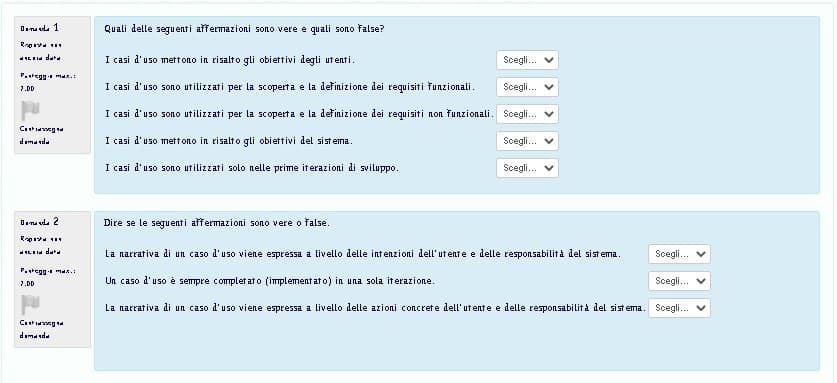 Domanda 1
Risposta non
ancora data
Punteggio max.:
7,00
Contrassegna
domanda
Quali delle seguenti affermazioni sono vere e quali sono false?
I casi d'uso mettono in risalto gli obiettivi degli utenti. Scegli...
I casi d'uso sono utilizzati per la scoperta e la definizione dei requisiti funzionali. Scegli...
I casi d'uso sono utilizzati per la scoperta e la definizione dei requisiti non funzionali. Scegli...
I casi d'uso mettono in risalto gli obiettivi del sistema. Scegli...
I casi d'uso sono utilizzati solo nelle prime iterazioni di sviluppo. Scegli...
Domanda 2
Risposta non
ancora data
Punteggio max.:
7,00
Contrassegna
domanda
Dire se le seguenti affermazioni sono vere o false.
La narrativa di un caso d'uso viene espressa a livello delle intenzioni dell'utente e delle responsabilità del sistema. Scegli...
Un caso d'uso è sempre completato (implementato) in una sola iterazione. Scegli...
La narrativa di un caso d'uso viene espressa a livello delle azioni concrete dell'utente e delle responsabilità del sistema. Scegli...